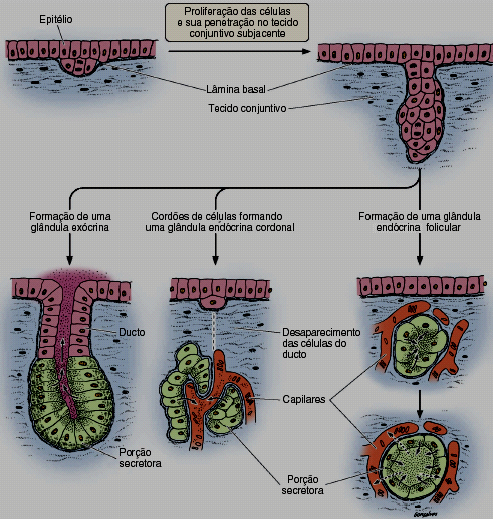 Epitélio
Proliferação das células
e sua penetração no tecido
conjuntivo subjacente
Lâmina basal
Tecido conjuntivo
Formação de uma
glândula exócrina
Cordões de células formando
uma glândula endócrina cordonal
Formação de uma glândula
endócrina folicular
Ducto
Desaparecimento
das células do
ducto
Capilares
Porção
secretora
Porção
secretora